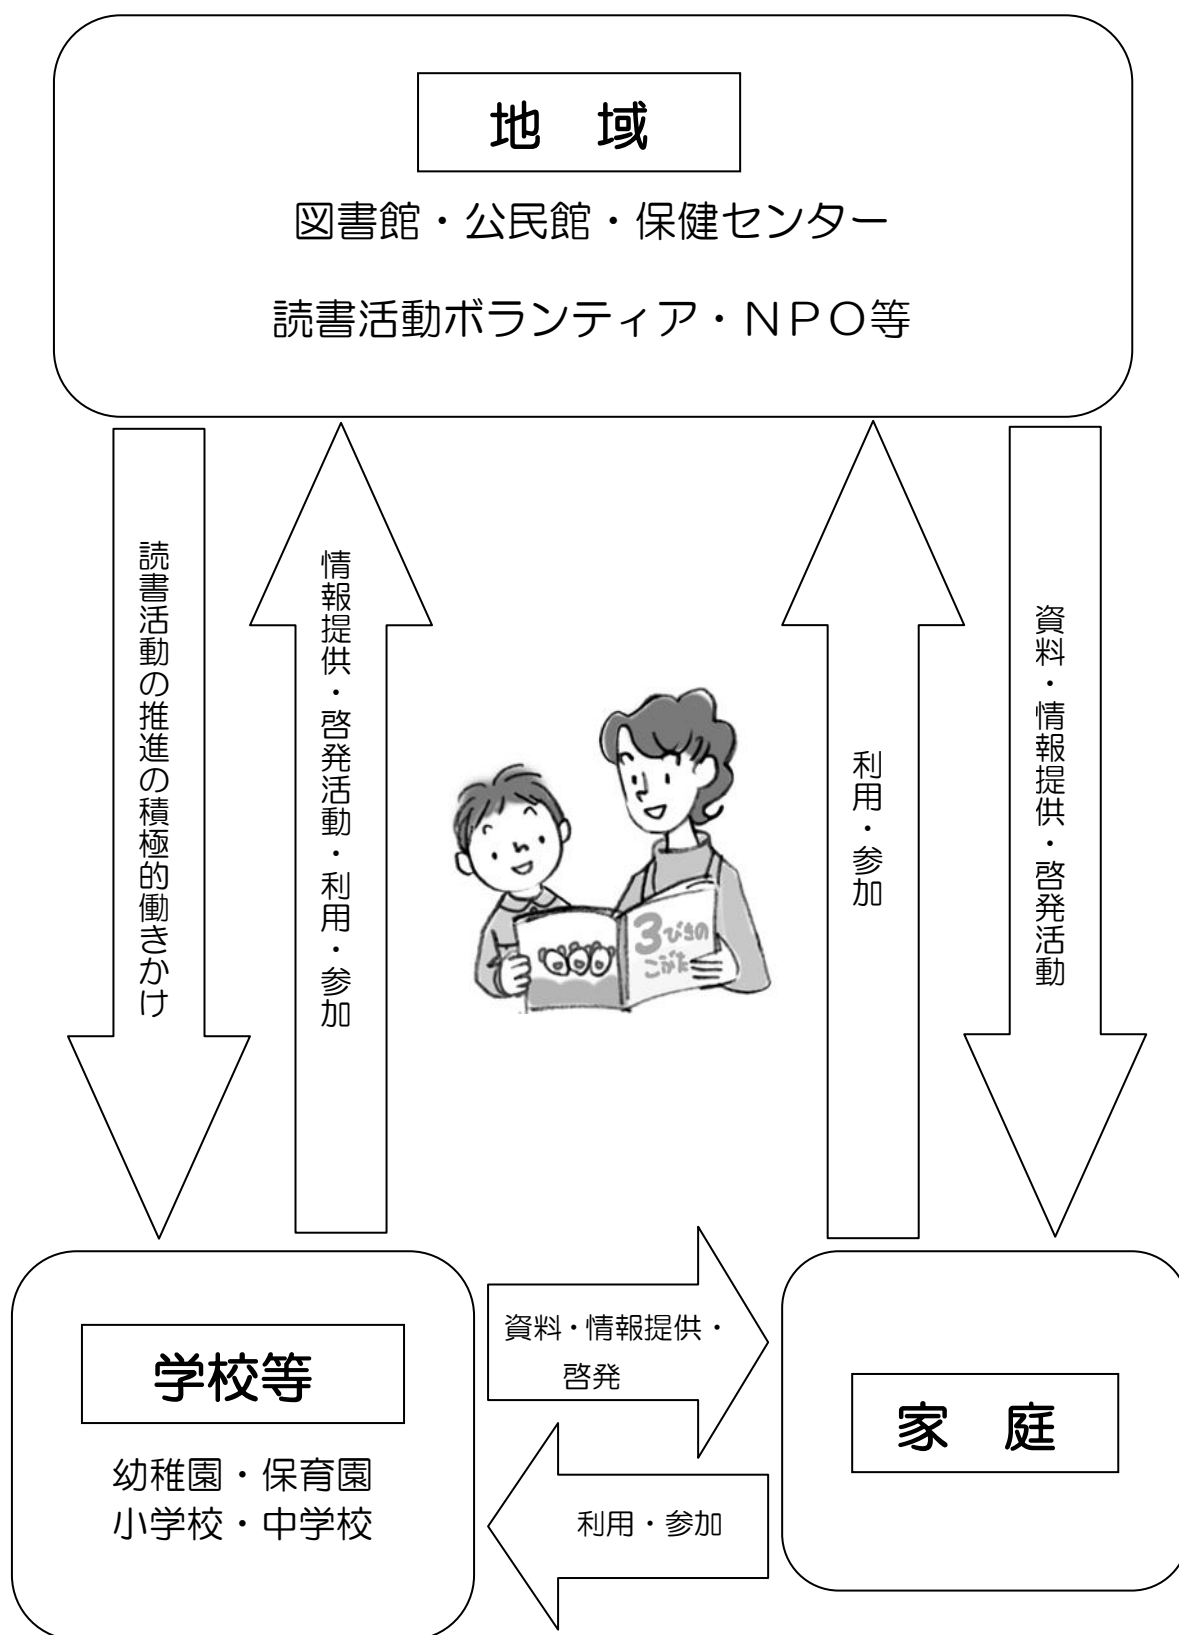 地　域
図書館・公民館・保健センター
読書活動ボランティア・ＮＰＯ等
読書活動の推進の積極的働きかけ
情報提供・啓発活動・利用・参加
利用・参加
資料・情報提供・啓発活動
3びきの
こぶた
学校等
幼稚園・保育園
小学校・中学校
資料・情報提供・
啓発
利用・参加
家　庭